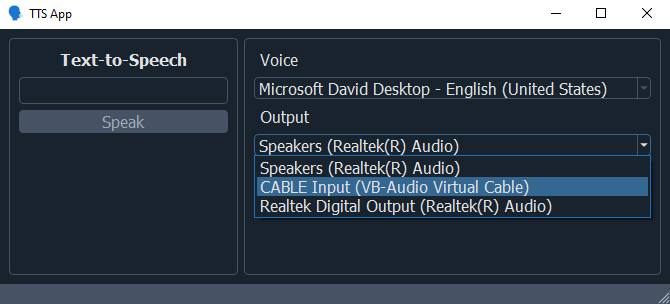 TTS App
Text-to-Speech
Speak
Voice
Microsoft David Desktop - English (United States)
Output
Speakers (Realtek(R) Audio)
Speakers (Realtek(R) Audio)
CABLE Input (VB-Audio Virtual Cable)
Realtek Digital Output (Realtek(R) Audio)